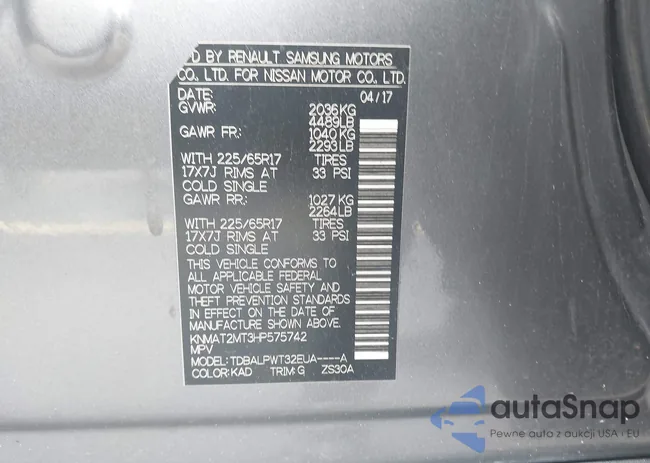 D BY RENAULT SAMSUNG MOTORS
CO., LTD. FOR NISSAN MOTOR CO., LTD.
DATE: 04/17
GVWR: 2036KG
4489LB
GAWR FR: 1040KG
2293LB
WITH 225/65R17 TIRES
17X7J RIMS AT 33 PSI
COLD SINGLE
GAWR RR: 1027KG
2264LB
WITH 225/65R17 TIRES
17X7J RIMS AT 33 PSI
COLD SINGLE
THIS VEHICLE CONFORMS TO
ALL APPLICABLE FEDERAL
MOTOR VEHICLE SAFETY AND
THEFT PREVENTION STANDARDS
IN EFFECT ON THE DATE OF
MANUFACTURE SHOWN ABOVE.
KNMAT2MT3HP575742
MPV
MODEL:TDBALPWT32EUA----A
COLOR:KAD TRIM:G ZS30A
autaSnap
Pewne auto z aukcji USA - EU